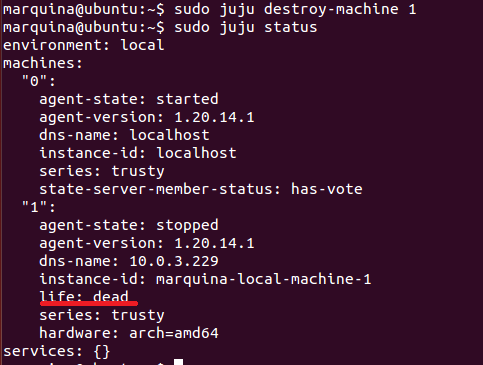 marquina@ubuntu:~$ sudo juju destroy-machine 1
marquina@ubuntu:~$ sudo juju status
environment: local
machines:
  "0":
    agent-state: started
    agent-version: 1.20.14.1
    dns-name: localhost
    instance-id: localhost
    series: trusty
    state-server-member-status: has-vote
  "1":
    agent-state: stopped
    agent-version: 1.20.14.1
    dns-name: 10.0.3.229
    instance-id: marquina-local-machine-1
    life: dead
    series: trusty
    hardware: arch=amd64
services: {}
marquina@ubuntu:~$